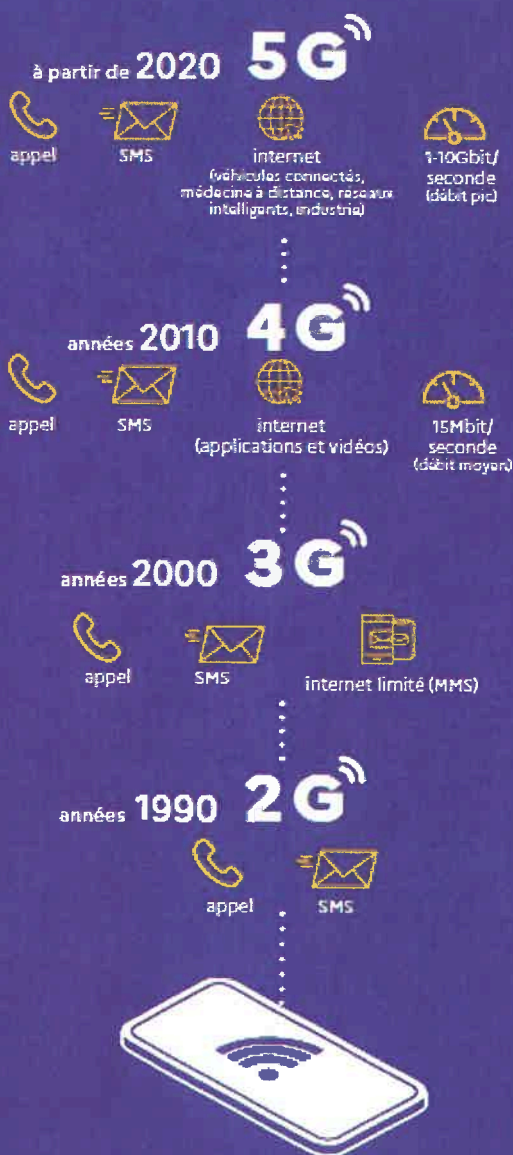 à partir de 2020 5G
appel
SMS
internet
(véhicules connectés,
médecine à distance, réseaux
intelligents, industrie)
1-10Gbit/
seconde
(débit pic)
années 2010 4G
appel
SMS
internet
(applications et vidéos)
15Mbit/
seconde
(débit moyen)
années 2000 3G
appel
SMS
internet limité (MMS)
années 1990 2G
appel
SMS